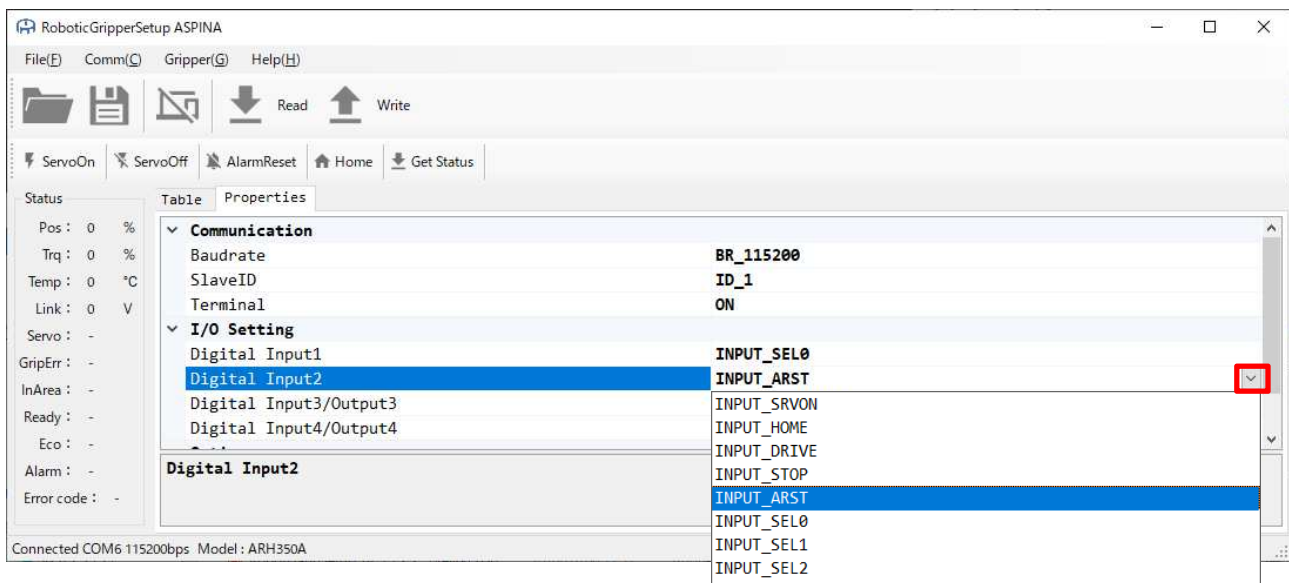 RoboticGripperSetup ASPINA
File(F) Comm(C) Gripper(G) Help(H)
Read Write
ServoOn ServoOff AlarmReset Home Get Status
Status
Table Properties
Pos : 0 %
Trq : 0 %
Temp : 0 °C
Link : 0 V
Servo : -
GripErr : -
InArea : -
Ready : -
Eco : -
Alarm : -
Error code : -
Communication
Baudrate BR_115200
SlaveID ID_1
Terminal ON
I/O Setting
Digital Input1 INPUT_SEL0
Digital Input2 INPUT_ARST
Digital Input3/Output3
Digital Input4/Output4
INPUT_SRVON
INPUT_HOME
INPUT_DRIVE
INPUT_STOP
INPUT_ARST
INPUT_SEL0
INPUT_SEL1
INPUT_SEL2
Digital Input2
Connected COM6 115200bps Model : ARH350A